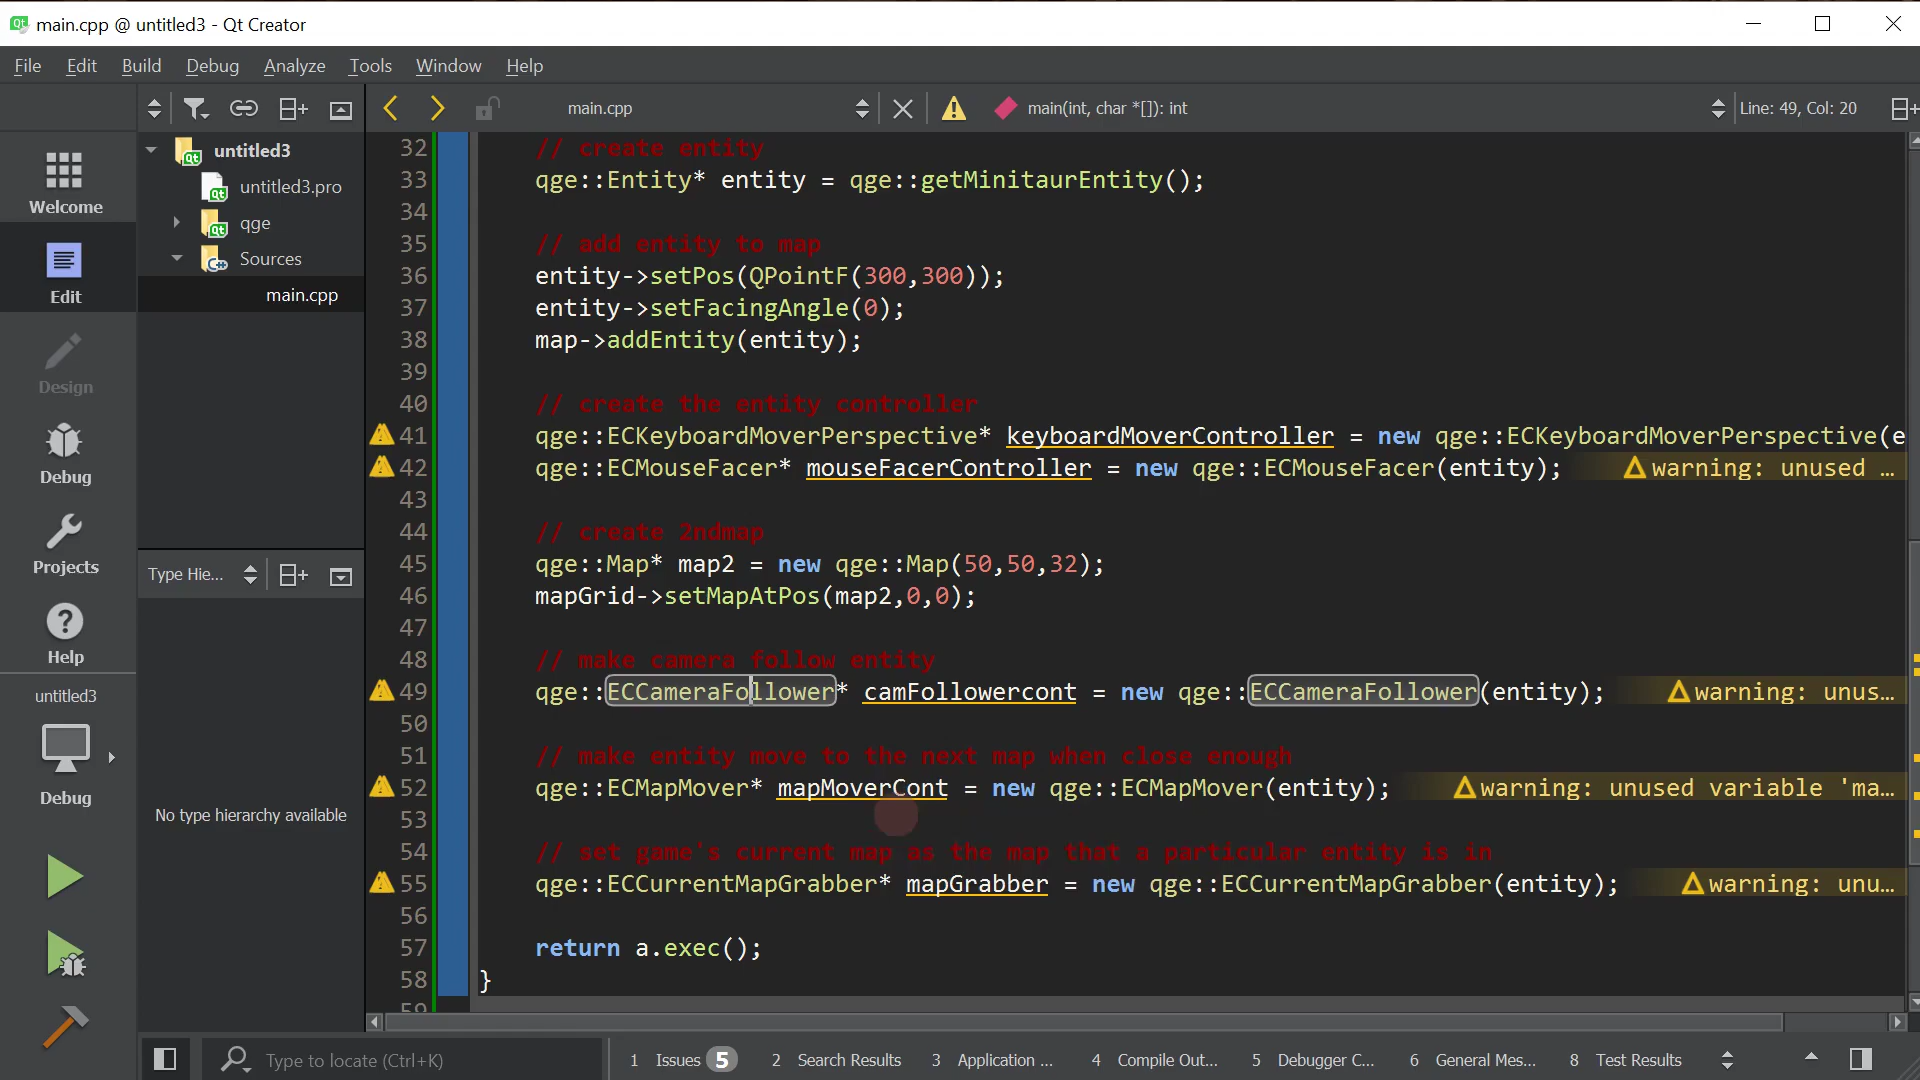 main.cpp @ untitled3 - Qt Creator
File Edit Build Debug Analyze Tools Window Help
main.cpp main(int, char *[]): int Line: 49, Col: 20
Welcome
Edit
Design
Debug
Projects
Help
untitled3
Debug
untitled3
untitled3.pro
qge
Sources
main.cpp
Type Hie...
No type hierarchy available
32 // create entity
33 qge::Entity* entity = qge::getMinitaurEntity();
34
35 // add entity to map
36 entity->setPos(QPointF(300,300));
37 entity->setFacingAngle(0);
38 map->addEntity(entity);
39
40 // create the entity controller
41 qge::ECKeyboardMoverPerspective* keyboardMoverController = new qge::ECKeyboardMoverPerspective(e
42 qge::ECMouseFacer* mouseFacerController = new qge::ECMouseFacer(entity); warning: unused ...
43
44 // create 2ndmap
45 qge::Map* map2 = new qge::Map(50,50,32);
46 mapGrid->setMapAtPos(map2,0,0);
47
48 // make camera follow entity
49 qge::ECCameraFollower* camFollowercont = new qge::ECCameraFollower(entity); warning: unus...
50
51 // make entity move to the next map when close enough
52 qge::ECMapMover* mapMoverCont = new qge::ECMapMover(entity); warning: unused variable 'ma...
53
54 // set game's current map as the map that a particular entity is in
55 qge::ECCurrentMapGrabber* mapGrabber = new qge::ECCurrentMapGrabber(entity); warning: unu...
56
57 return a.exec();
58 }
59
Type to locate (Ctrl+K) 1 Issues 5 2 Search Results 3 Application ... 4 Compile Out... 5 Debugger C... 6 General Mes... 8 Test Results